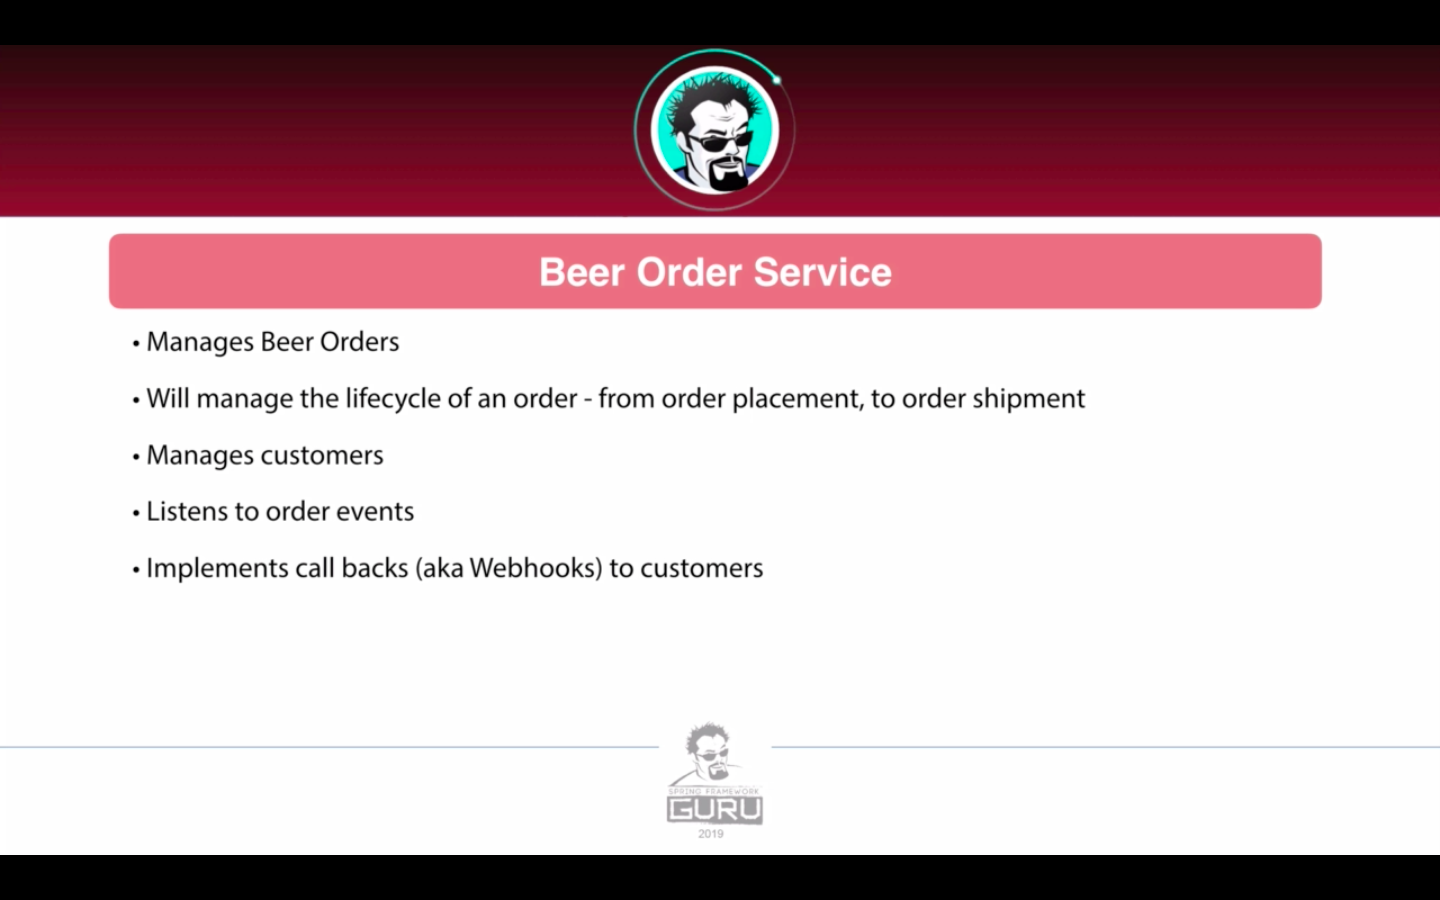 Beer Order Service
• Manages Beer Orders
• Will manage the lifecycle of an order - from order placement, to order shipment
• Manages customers
• Listens to order events
• Implements call backs (aka Webhooks) to customers
SPRING FRAMEWORK
GURU
2019